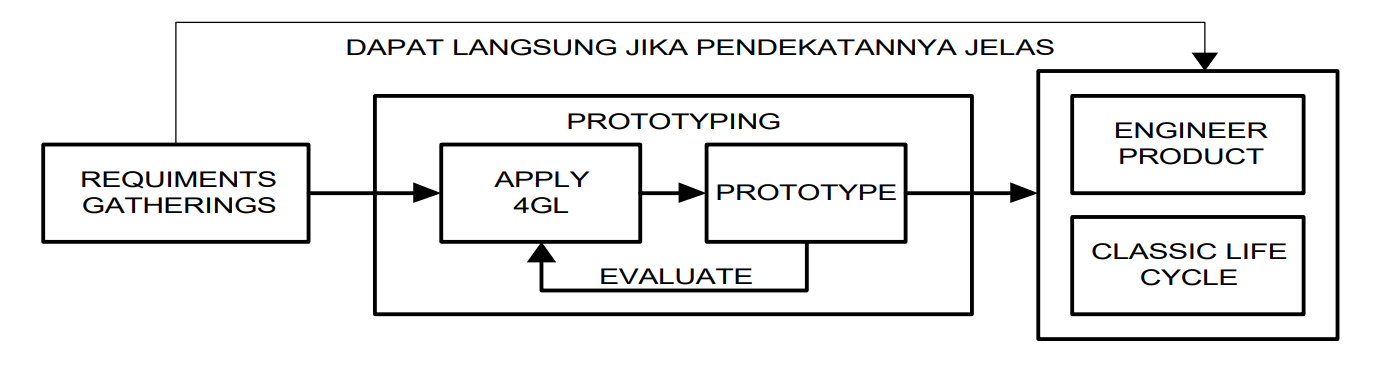 DAPAT LANGSUNG JIKA PENDEKATANNYA JELAS
PROTOTYPING
REQUIMENTS
GATHERINGS
APPLY
4GL
PROTOTYPE
EVALUATE
ENGINEER
PRODUCT
CLASSIC LIFE
CYCLE